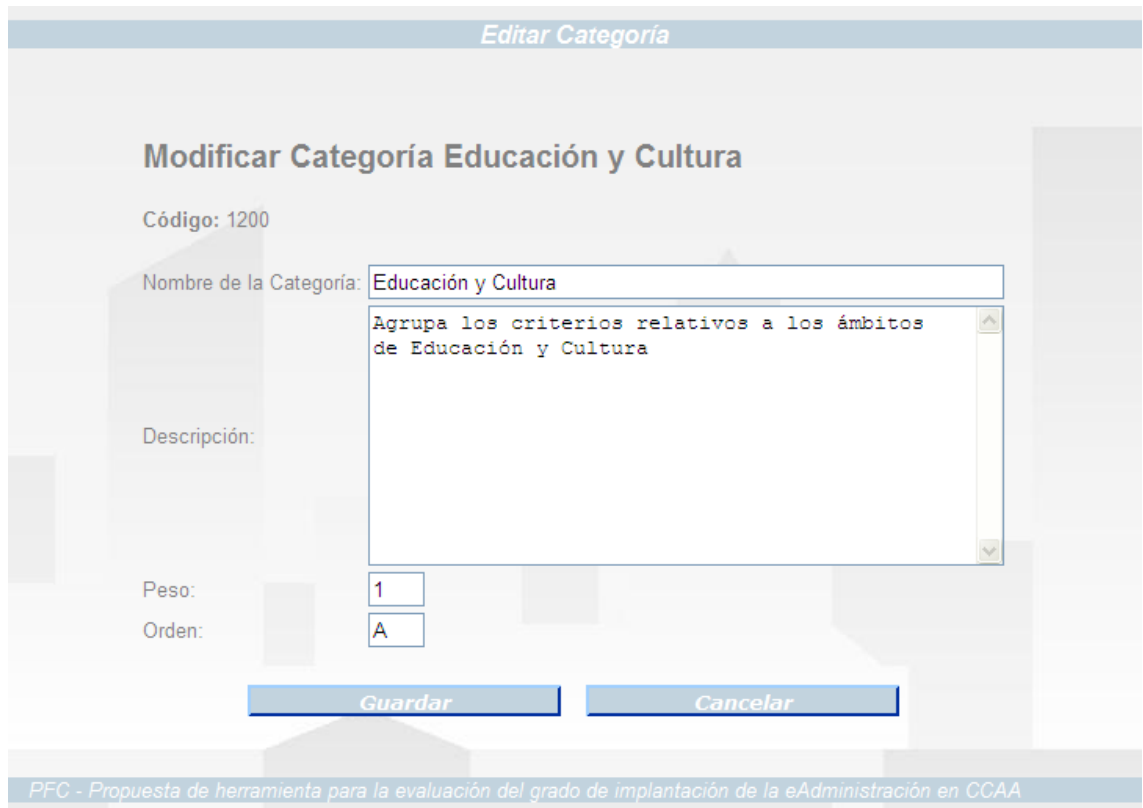 Editar Categoría
Modificar Categoría Educación y Cultura
Código: 1200
Nombre de la Categoría: Educación y Cultura
Agrupa los criterios relativos a los ámbitos
de Educación y Cultura
Descripción:
Peso: 1
Orden: A
Guardar Cancelar
PFC - Propuesta de herramienta para la evaluación del grado de implantación de la eAdministración en CCAA